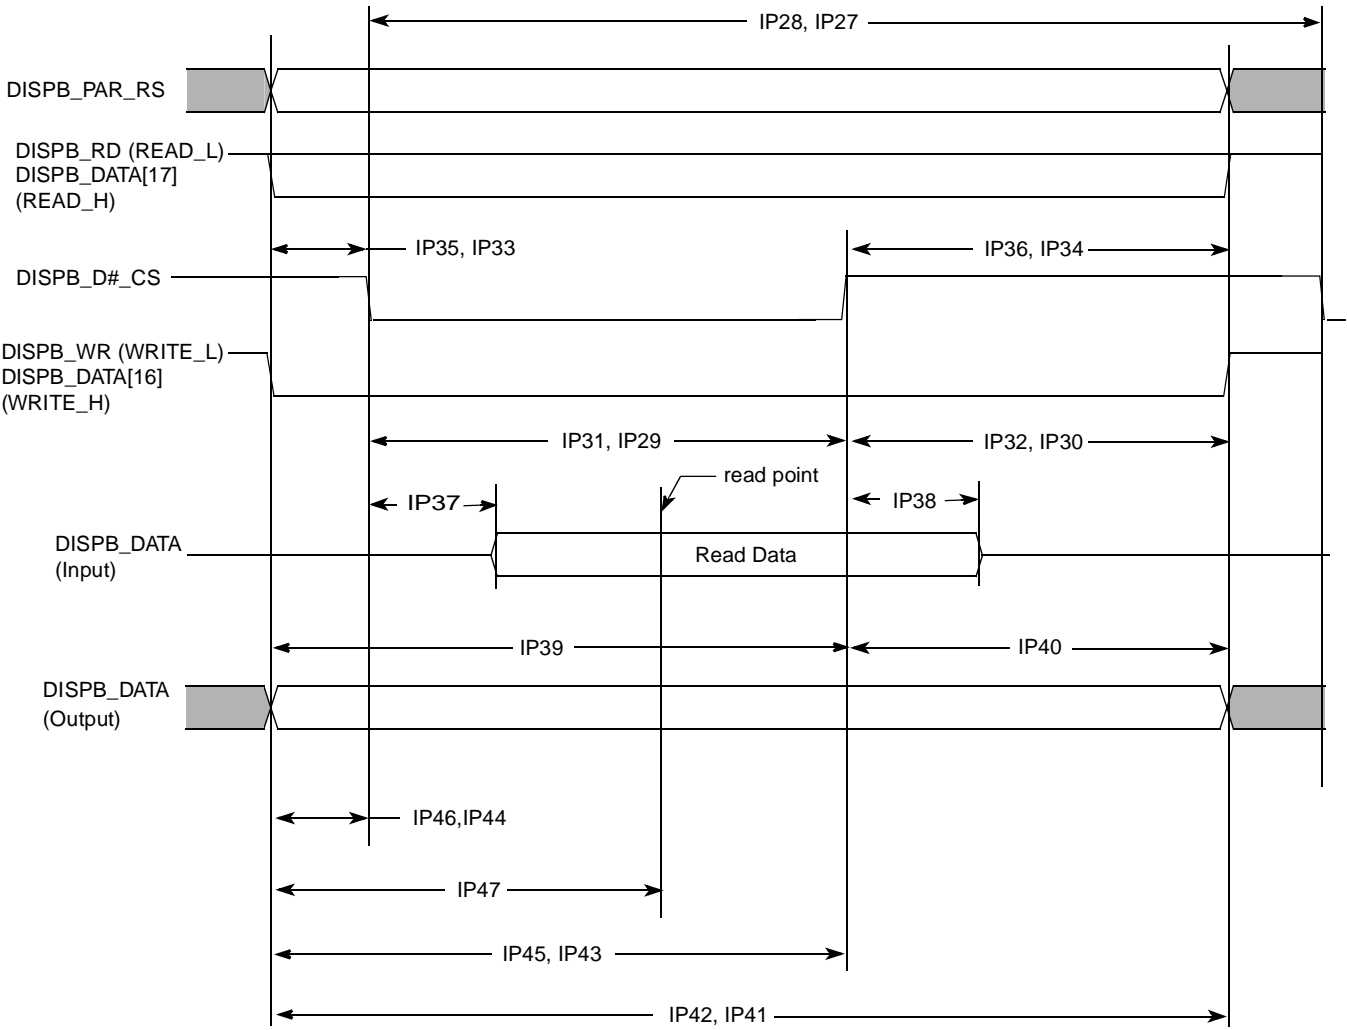 IP28, IP27
DISPB_PAR_RS
DISPB_RD (READ_L)
DISPB_DATA[17]
(READ_H)
IP35, IP33
IP36, IP34
DISPB_D#_CS
DISPB_WR (WRITE_L)
DISPB_DATA[16]
(WRITE_H)
IP31, IP29
IP32, IP30
read point
IP37
IP38
DISPB_DATA
(Input)
Read Data
IP39
IP40
DISPB_DATA
(Output)
IP46,IP44
IP47
IP45, IP43
IP42, IP41